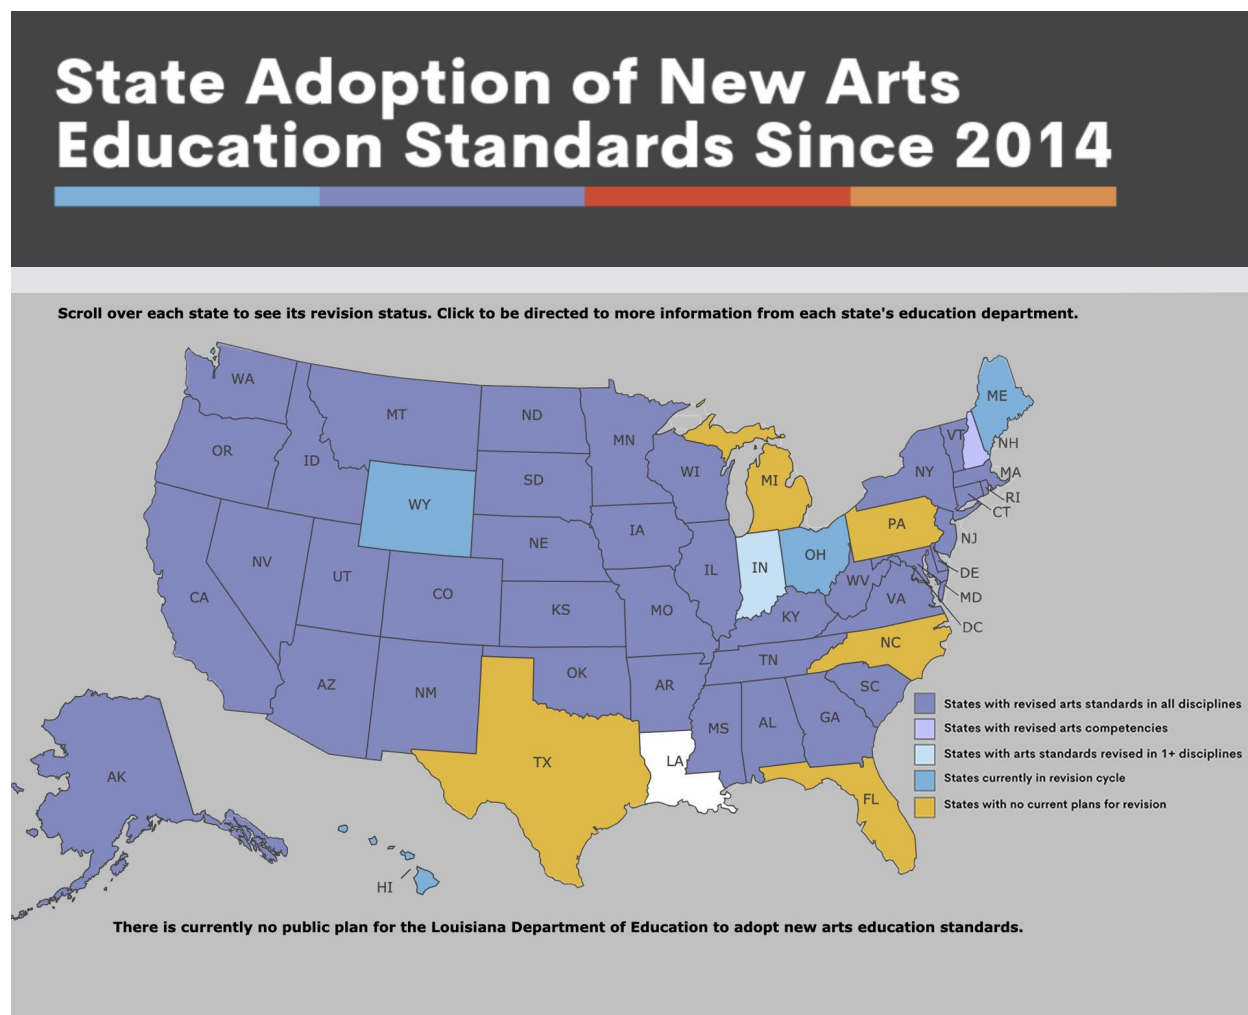 State Adoption of New Arts
Education Standards Since 2014
Scroll over each state to see its revision status. Click to be directed to more information from each state's education department.
WA
MT
ND
MN
ME
OR
ID
WI
VT
NH
SD
NY
MA
WY
MI
RI
CT
IA
PA
NJ
NE
NV
UT
IL
IN
OH
DE
CO
WV
MD
CA
KS
MO
VA
KY
DC
NC
TN
OK
AZ
NM
AR
SC
States with revised arts standards in all disciplines
MS
AL
GA
States with revised arts competencies
TX
LA
States with arts standards revised in 1+ disciplines
AK
States currently in revision cycle
FL
States with no current plans for revision
HI
There is currently no public plan for the Louisiana Department of Education to adopt new arts education standards.